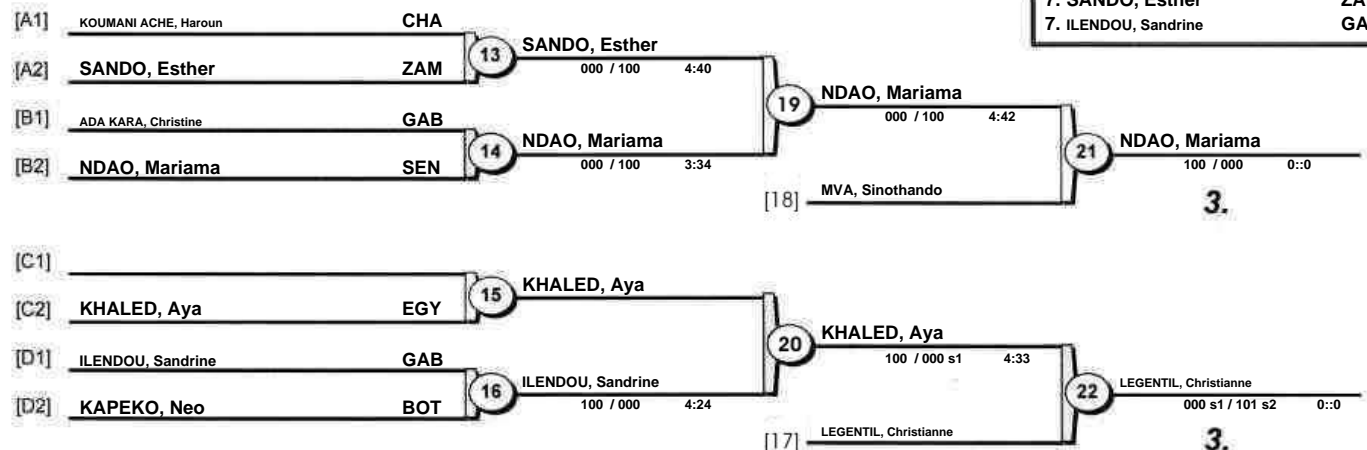 7. SANDO, Esther ZA
7. ILENDOU, Sandrine GA
[A1] KOUMANI ACHE, Haroun CHA
13 SANDO, Esther
000 / 100 4:40
[A2] SANDO, Esther ZAM
19 NDAO, Mariama
000 / 100 4:42
[B1] ADA KARA, Christine GAB
14 NDAO, Mariama
000 / 100 3:34
[B2] NDAO, Mariama SEN
21 NDAO, Mariama
100 / 000 0::0
[18] MVA, Sinothando
3.
[C1]
15 KHALED, Aya
[C2] KHALED, Aya EGY
20 KHALED, Aya
100 / 000 s1 4:33
[D1] ILENDOU, Sandrine GAB
16 ILENDOU, Sandrine
100 / 000 4:24
[D2] KAPEKO, Neo BOT
22 LEGENTIL, Christianne
000 s1 / 101 s2 0::0
[17] LEGENTIL, Christianne
3.